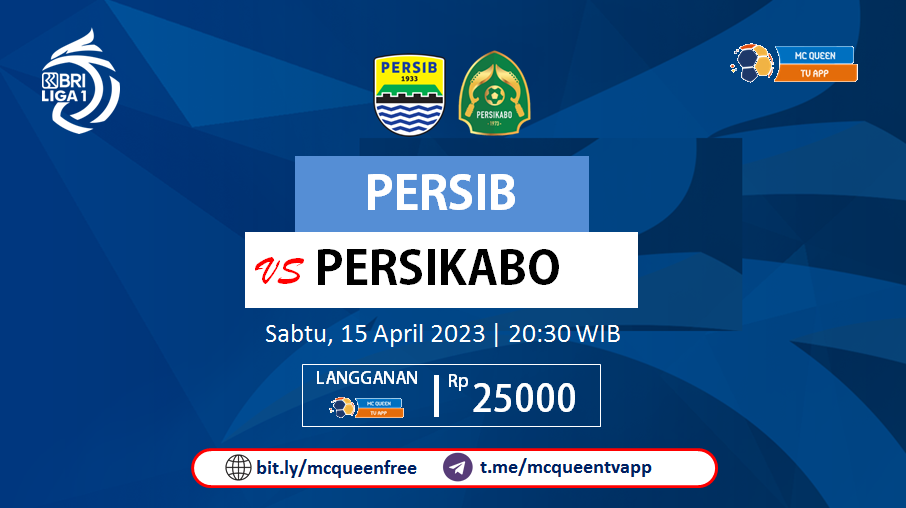 BRI
LIGA 1
PERSIB
1933
PERSIKABO
- 1973 -
MC QUEEN
TV APP
PERSIB
VS PERSIKABO
Sabtu, 15 April 2023 | 20:30 WIB
LANGGANAN
MC QUEEN
TV APP
Rp 25000
bit.ly/mcqueenfree
t.me/mcqueentvapp